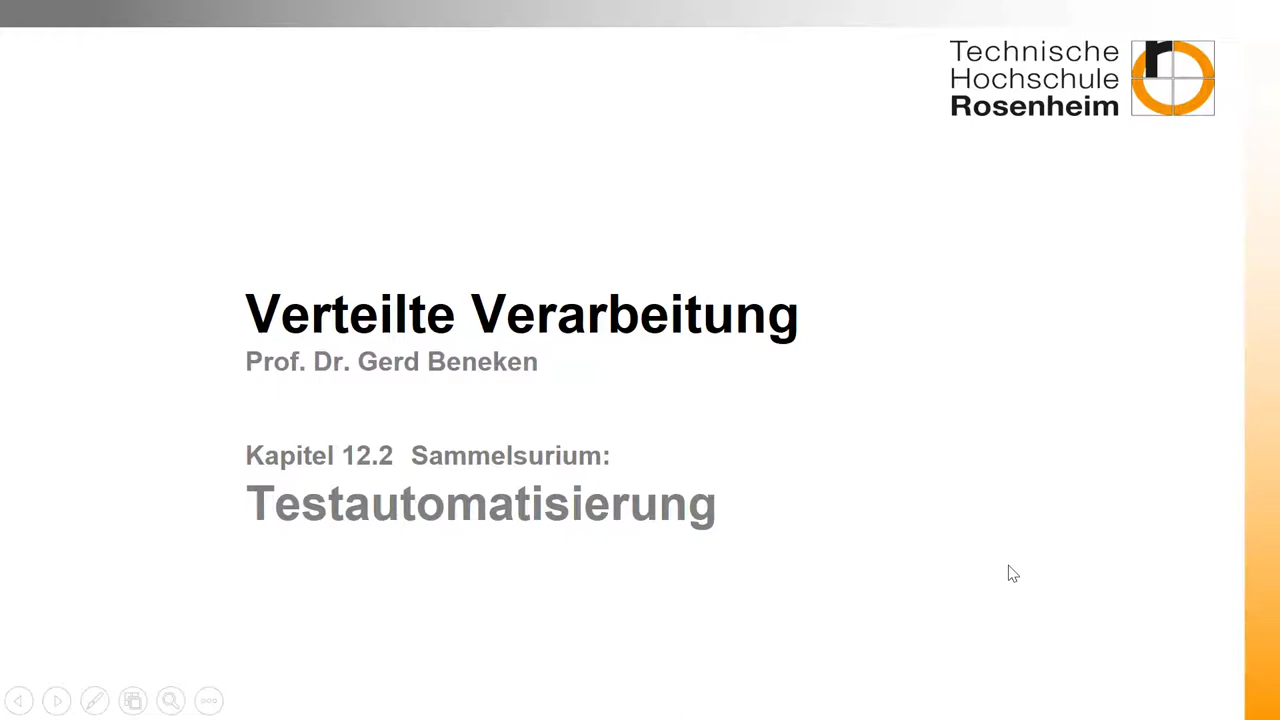 Technische
Hochschule
Rosenheim
Verteilte Verarbeitung
Prof. Dr. Gerd Beneken
Kapitel 12.2 Sammelsurium:
Testautomatisierung